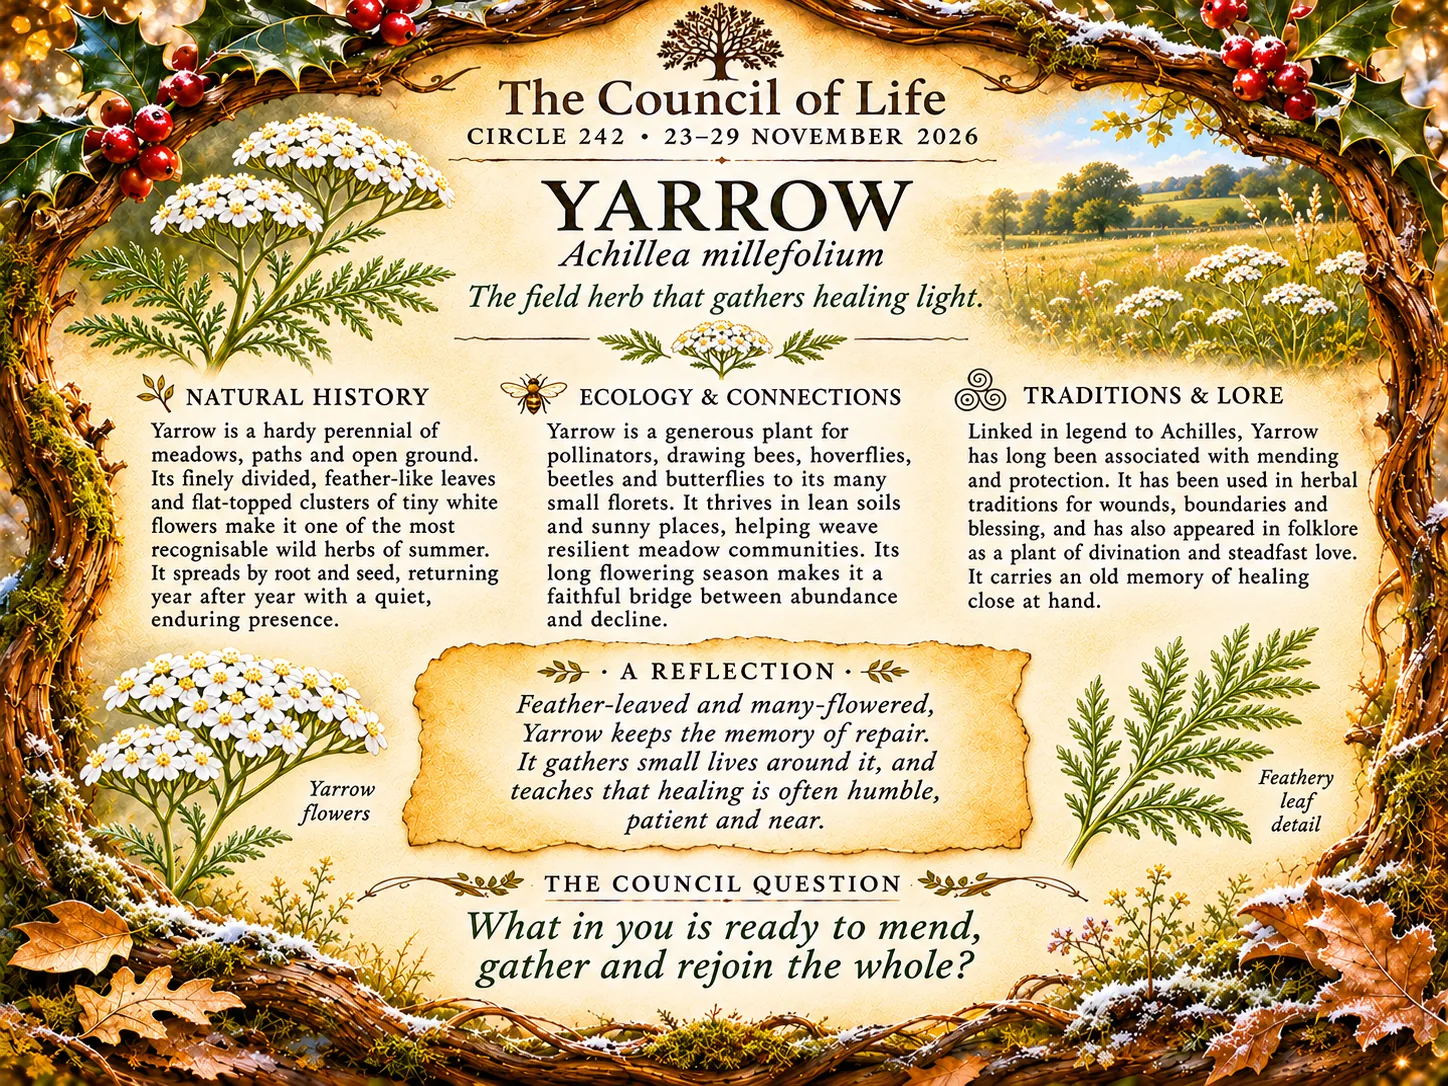 The Council of Life
CIRCLE 242 • 23–29 NOVEMBER 2026
YARROW
Achillea millefolium
The field herb that gathers healing light.
NATURAL HISTORY
Yarrow is a hardy perennial of
meadows, paths and open ground.
Its finely divided, feather-like leaves
and flat-topped clusters of tiny white
flowers make it one of the most
recognisable wild herbs of summer.
It spreads by root and seed, returning
year after year with a quiet,
enduring presence.
ECOLOGY & CONNECTIONS
Yarrow is a generous plant for
pollinators, drawing bees, hoverflies,
beetles and butterflies to its many
small florets. It thrives in lean soils
and sunny places, helping weave
resilient meadow communities. Its
long flowering season makes it a
faithful bridge between abundance
and decline.
TRADITIONS & LORE
Linked in legend to Achilles, Yarrow
has long been associated with mending
and protection. It has been used in herbal
traditions for wounds, boundaries and
blessing, and has also appeared in folklore
as a plant of divination and steadfast love.
It carries an old memory of healing
close at hand.
Yarrow
flowers
· A REFLECTION ·
Feather-leaved and many-flowered,
Yarrow keeps the memory of repair.
It gathers small lives around it, and
teaches that healing is often humble,
patient and near.
Feathery
leaf
detail
THE COUNCIL QUESTION
What in you is ready to mend,
gather and rejoin the whole?